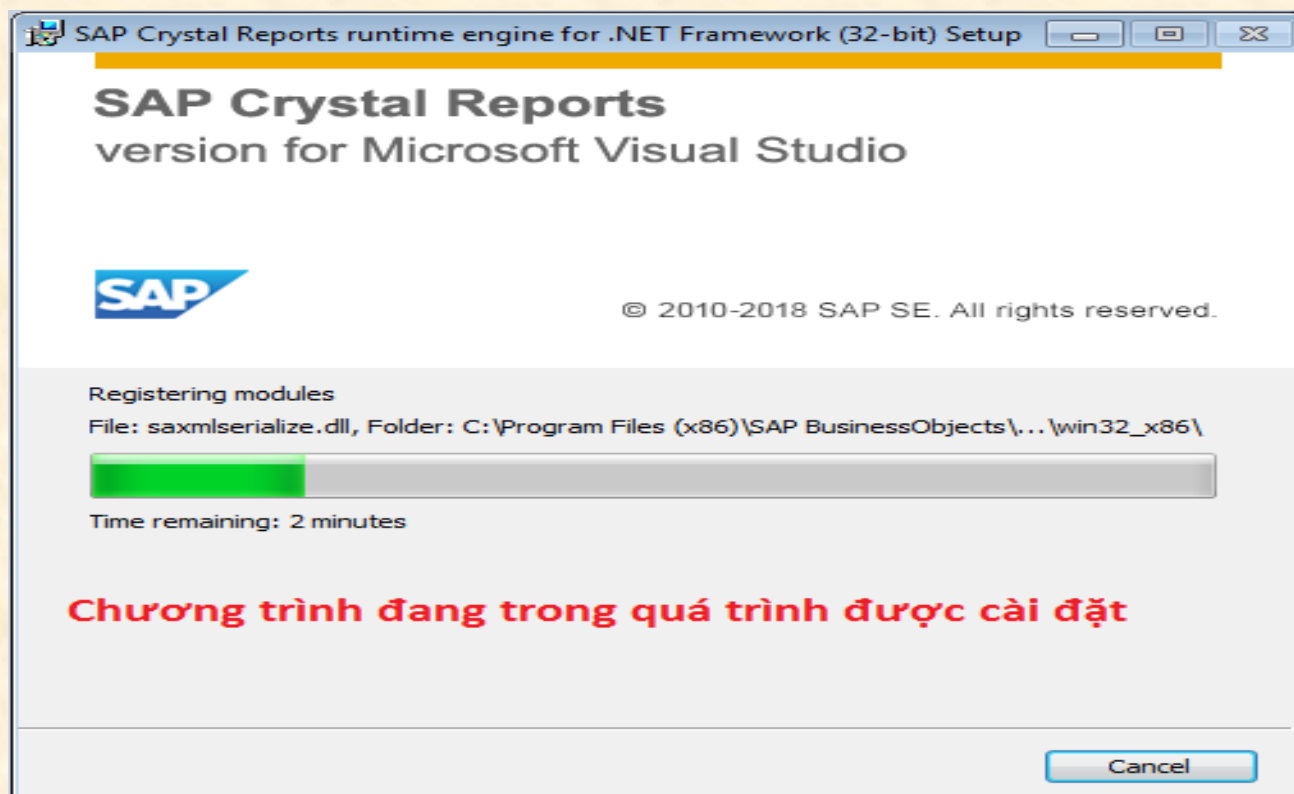 SAP Crystal Reports runtime engine for .NET Framework (32-bit) Setup
SAP Crystal Reports
version for Microsoft Visual Studio
SAP
© 2010-2018 SAP SE. All rights reserved.
Registering modules
File: saxmlserialize.dll, Folder: C:\Program Files (x86)\SAP BusinessObjects\...\win32_x86\
Time remaining: 2 minutes
Chương trình đang trong quá trình được cài đặt
Cancel